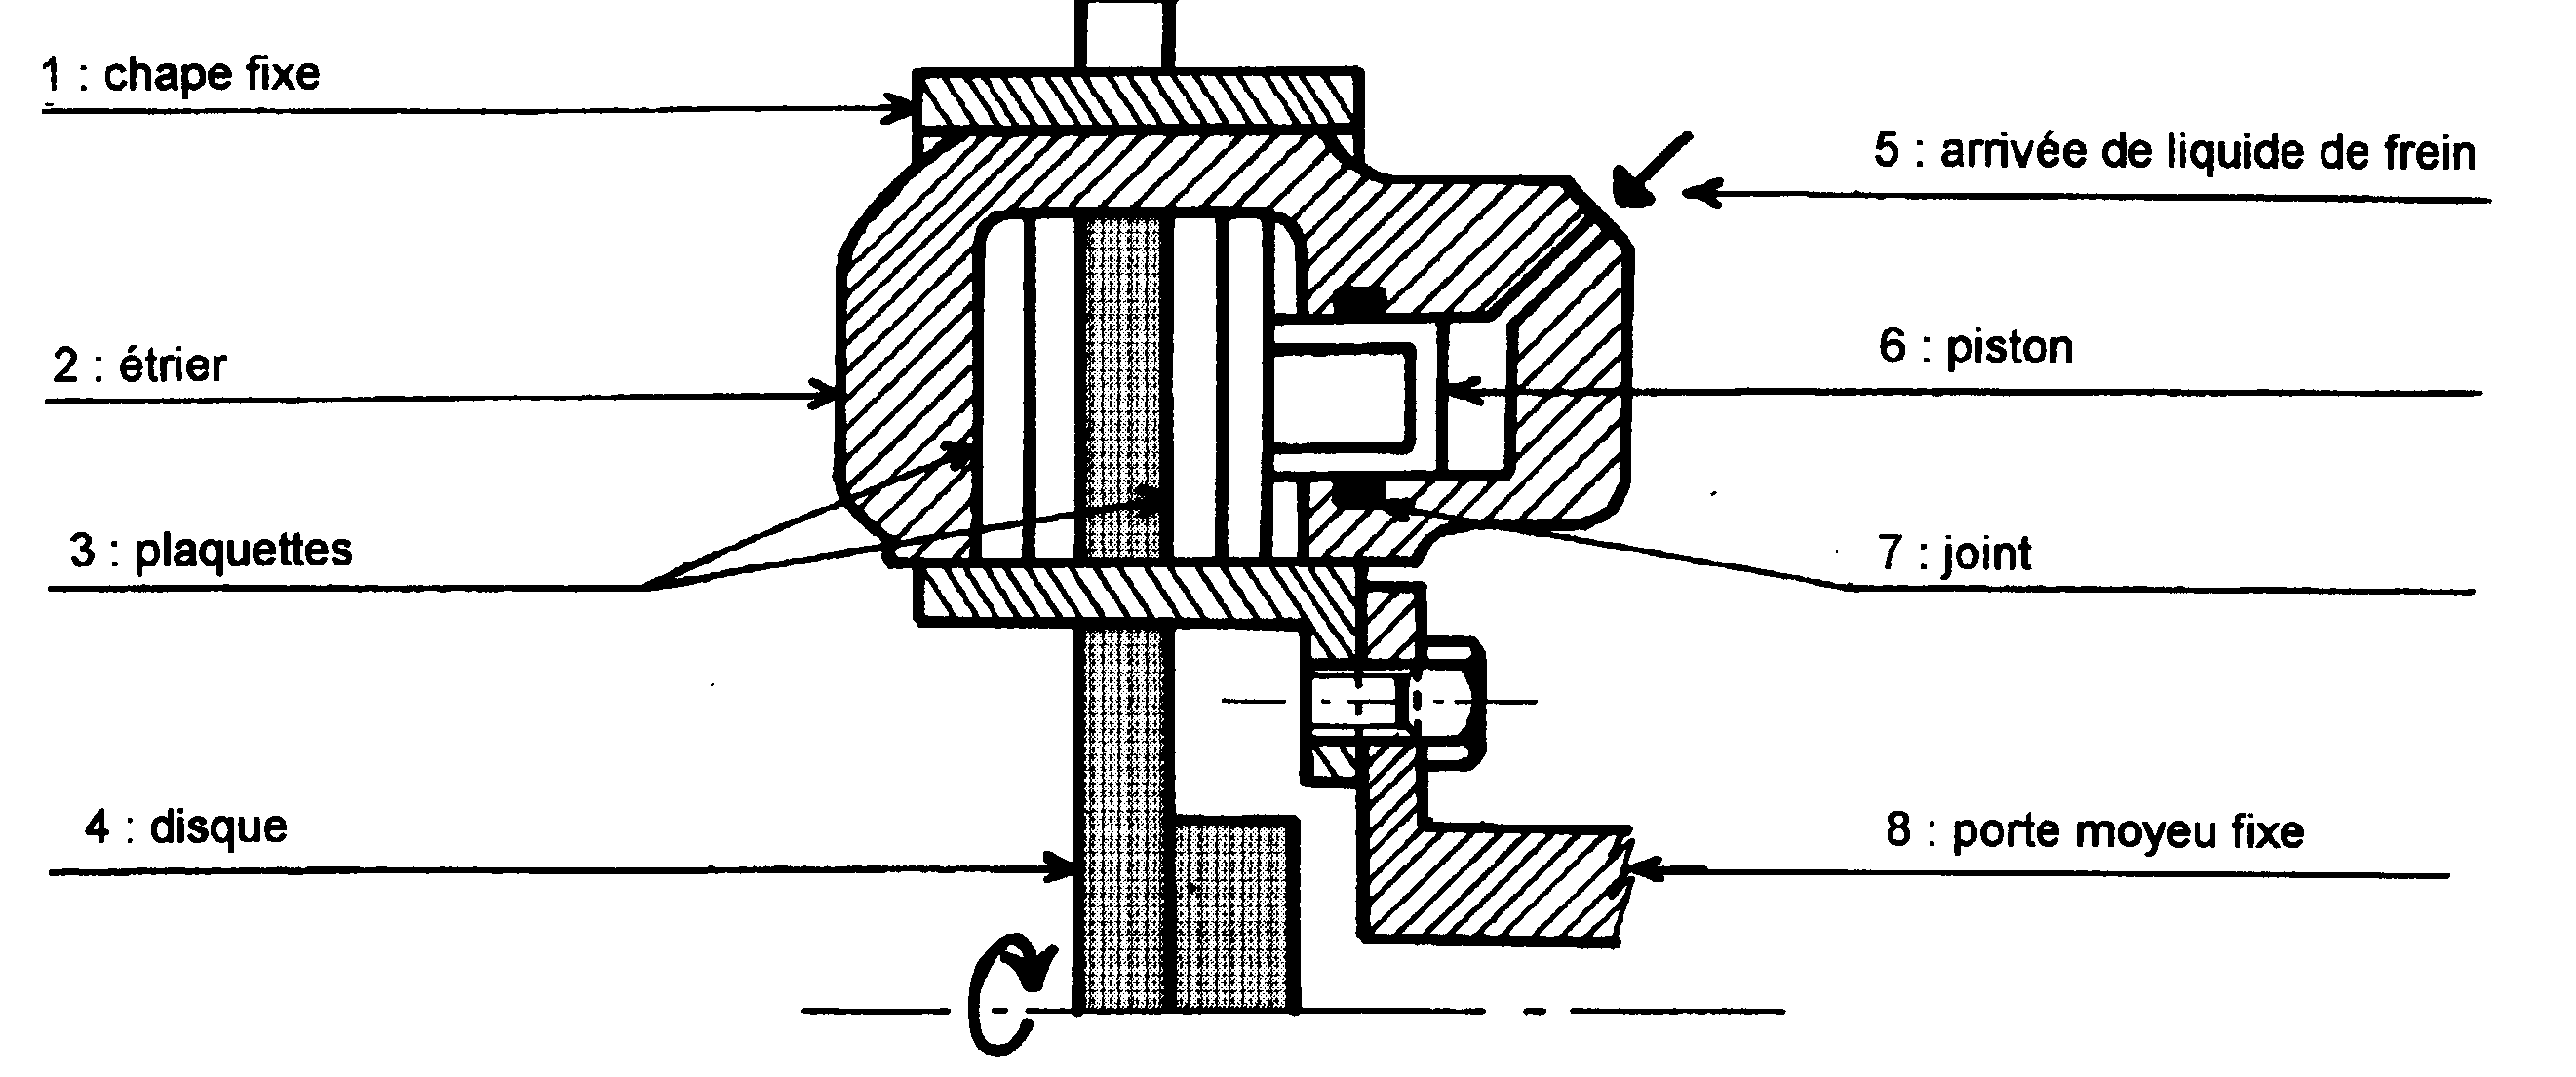 1 : chape fixe
2 : étrier
3 : plaquettes
4 : disque
5 : arrivée de liquide de frein
6 : piston
7 : joint
8 : porte moyeu fixe